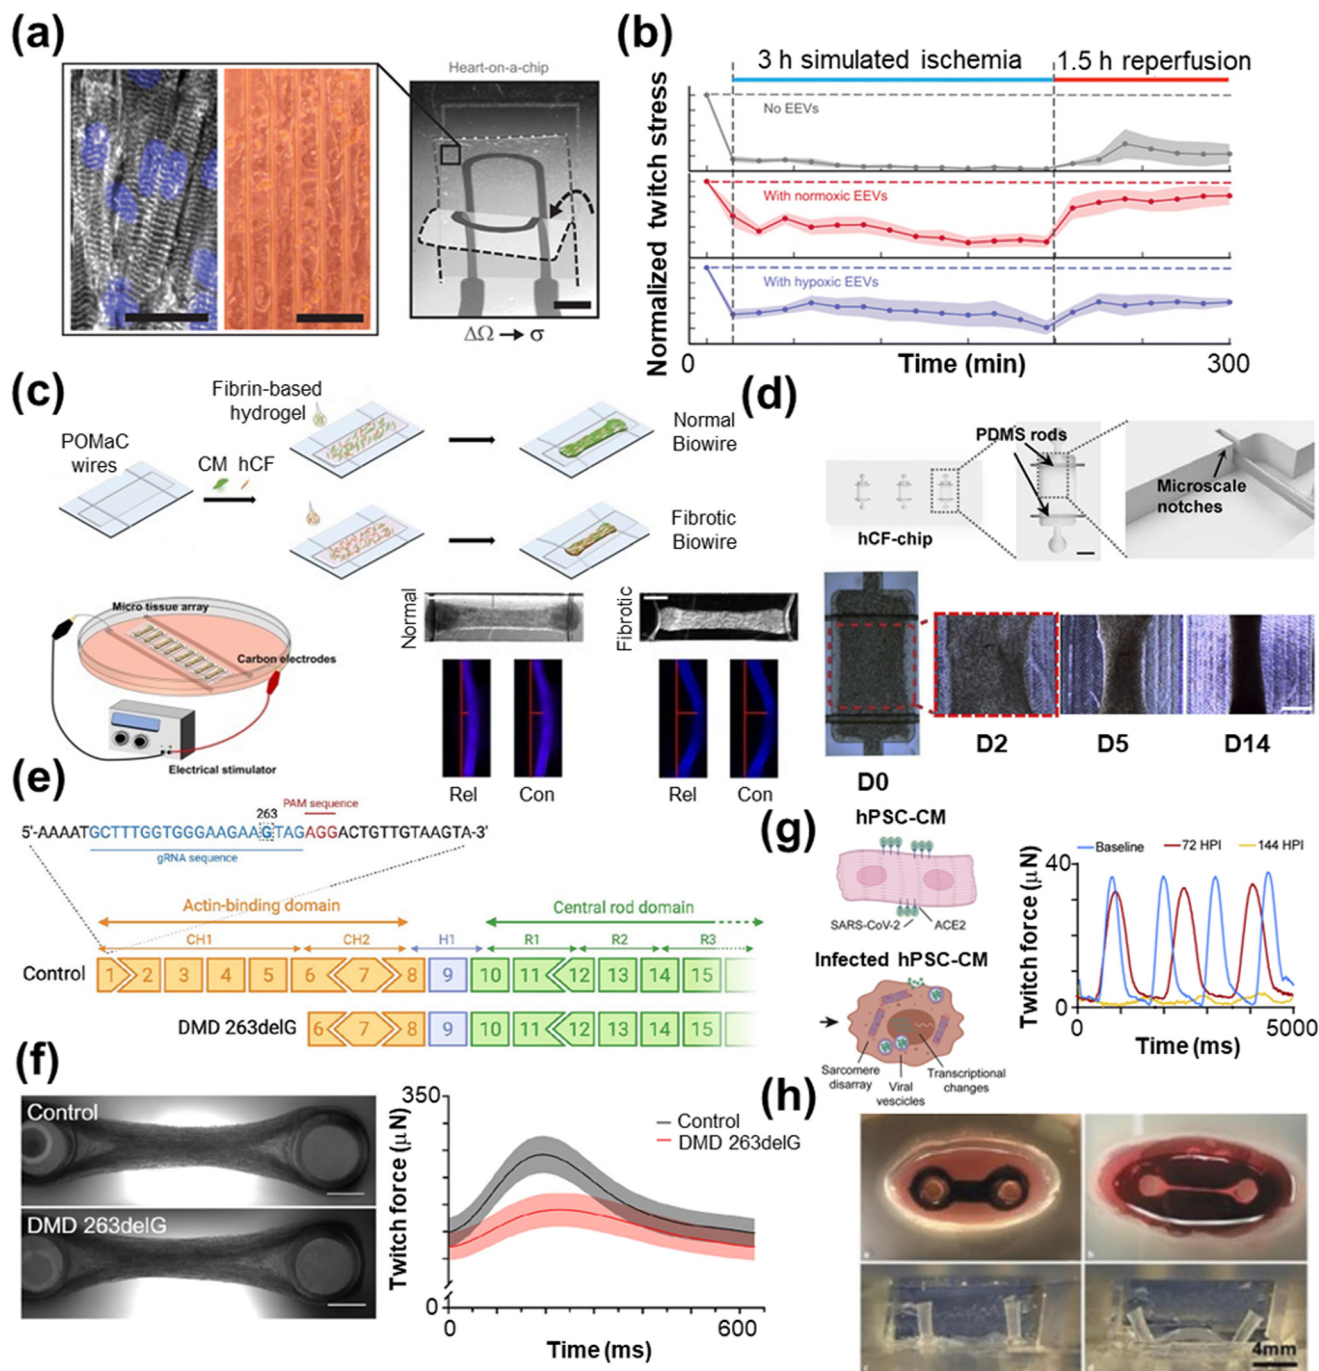 (a)
Heart-on-a-chip
ΔΩ → σ
(b)
3 h simulated ischemia
1.5 h reperfusion
Normalized twitch stress
No EEVs
With normoxic EEVs
With hypoxic EEVs
0
Time (min)
300
(c)
POMaC
wires
CM hCF
Fibrin-based
hydrogel
Normal
Biowire
Fibrotic
Biowire
Micro tissue array
Carbon electrodes
Electrical stimulator
Normal
Fibrotic
Rel
Con
Rel
Con
(d)
PDMS rods
Microscale
notches
hCF-chip
D0
D2
D5
D14
(e)
263
PAM sequence
5'-AAAATGCTTTGGTGGGAAGAAGTAGAGGACTGTTGTAAGTA-3'
gRNA sequence
Actin-binding domain
Central rod domain
CH1
CH2
H1
R1
R2
R3
Control
1 2 3 4 5 6 7 8 9 10 11 12 13 14 15
DMD 263delG
6 7 8 9 10 11 12 13 14 15
(f)
Control
DMD 263delG
350
Twitch force (μN)
0
Control
DMD 263delG
0
600
Time (ms)
(g)
hPSC-CM
SARS-CoV-2
ACE2
Infected hPSC-CM
Sarcomere
disarray
Viral
vesicles
Transcriptional
changes
Baseline
72 HPI
144 HPI
40
Twitch force (μN)
0
0
5000
Time (ms)
(h)
a
b
c
4mm